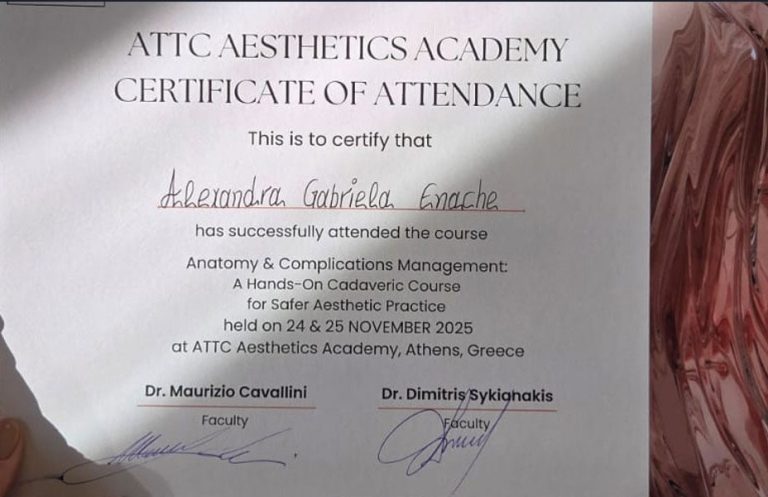 ATTC AESTHETICS ACADEMY
CERTIFICATE OF ATTENDANCE
This is to certify that
Alexandra Gabriela Enache
has successfully attended the course
Anatomy & Complications Management:
A Hands-On Cadaveric Course
for Safer Aesthetic Practice
held on 24 & 25 NOVEMBER 2025
at ATTC Aesthetics Academy, Athens, Greece
Dr. Maurizio Cavallini
Dr. Dimitris Sykianakis
Faculty
Faculty